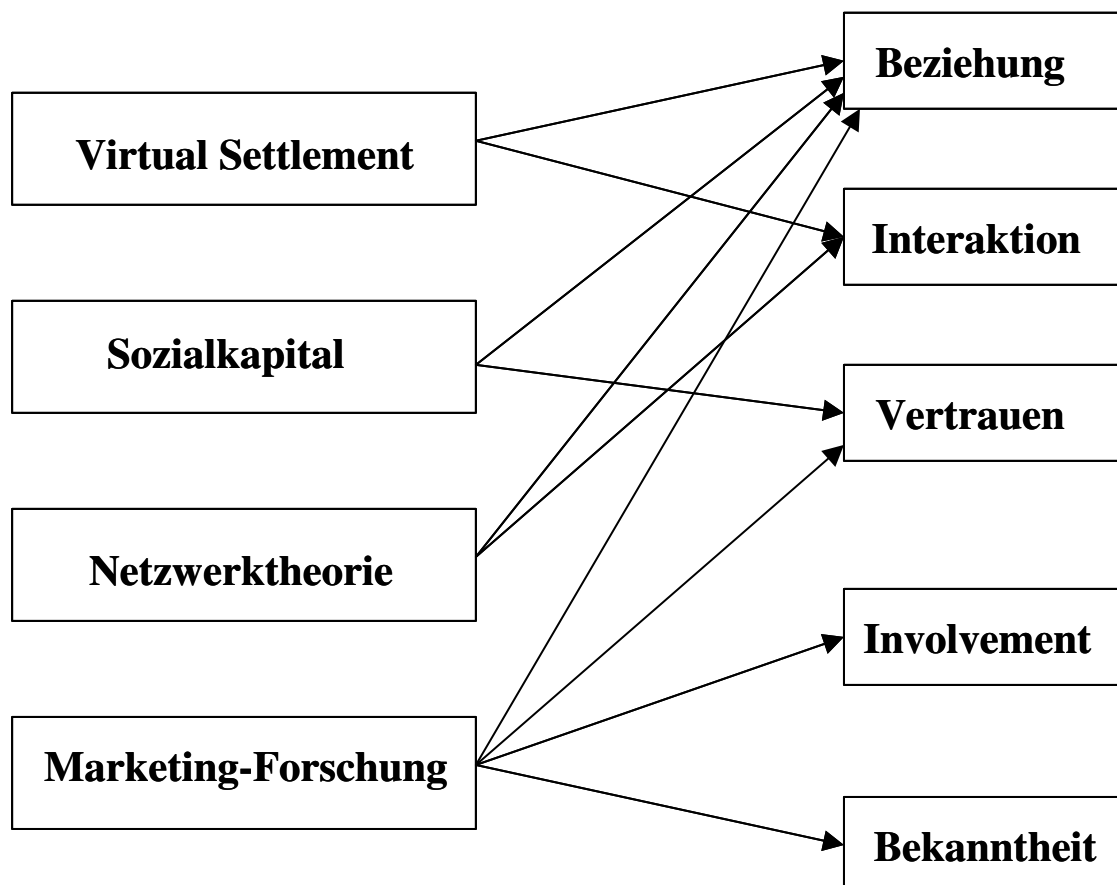 Virtual Settlement
Sozialkapital
Netzwerktheorie
Marketing-Forschung
Beziehung
Interaktion
Vertrauen
Involvement
Bekanntheit